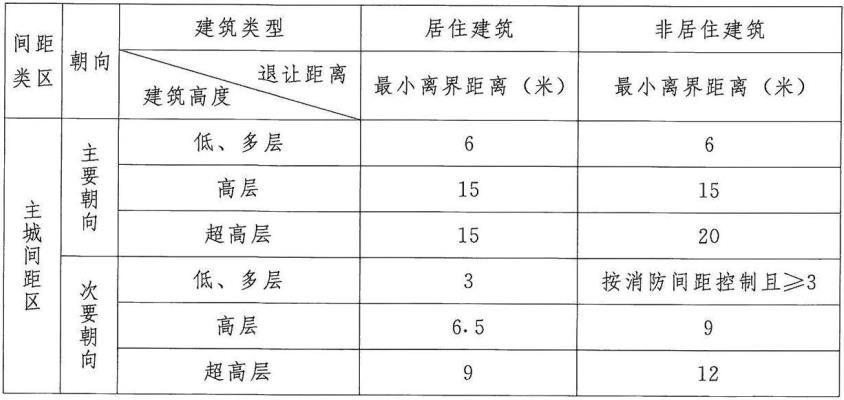 间距类区 朝向 建筑类型 居住建筑 非居住建筑
退让距离
建筑高度 最小离界距离（米） 最小离界距离（米）
主城间距区 主要朝向 低、多层 6 6
高层 15 15
超高层 15 20
次要朝向 低、多层 3 按消防间距控制且≥3
高层 6.5 9
超高层 9 12